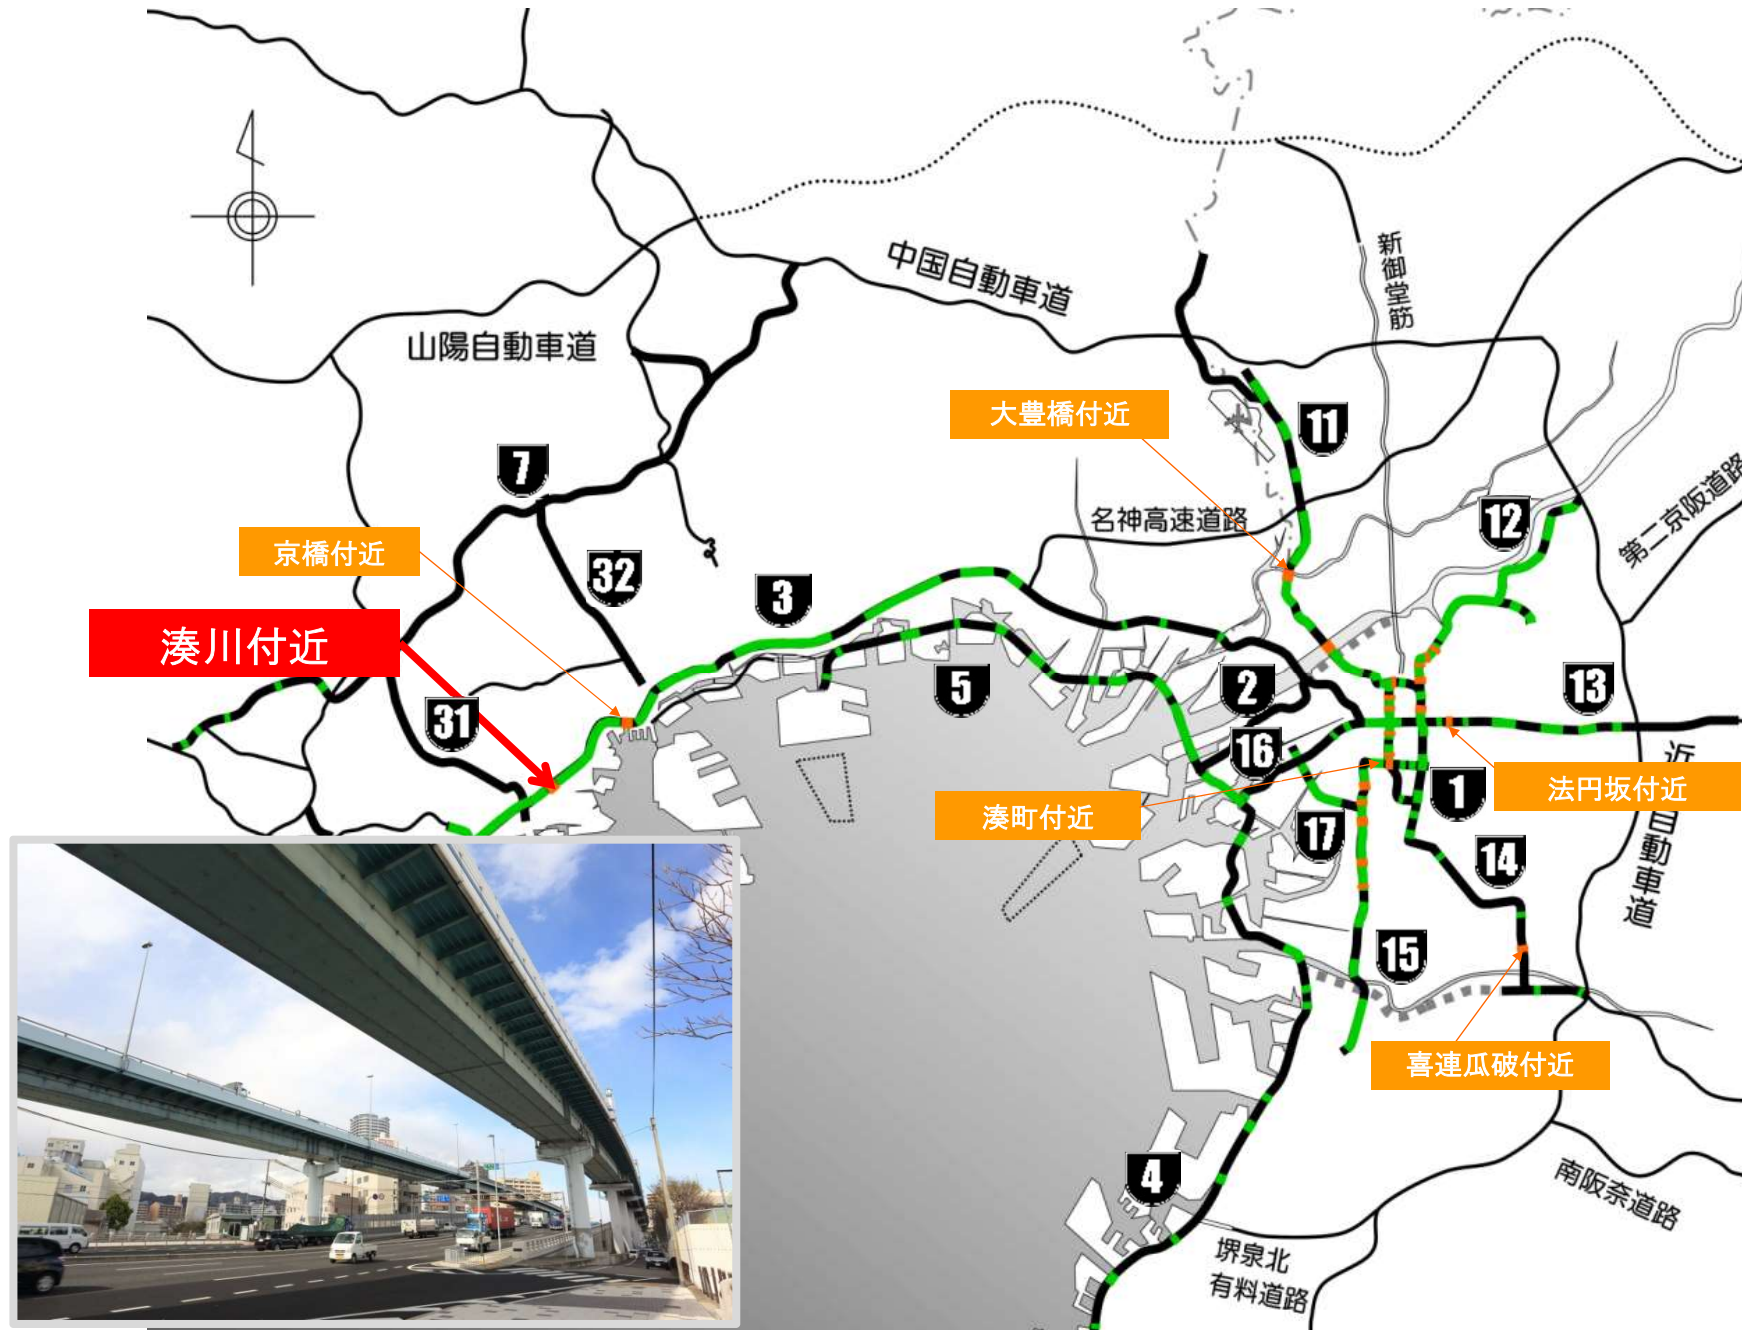 中国自動車道
新御堂筋
山陽自動車道
大豊橋付近
11
7
名神高速道路
12
第二京阪道路
京橋付近
32
3
湊川付近
31
5
2
13
16
近
自動車道
法円坂付近
湊町付近
1
17
14
15
喜連瓜破付近
4
南阪奈道路
堺泉北
有料道路